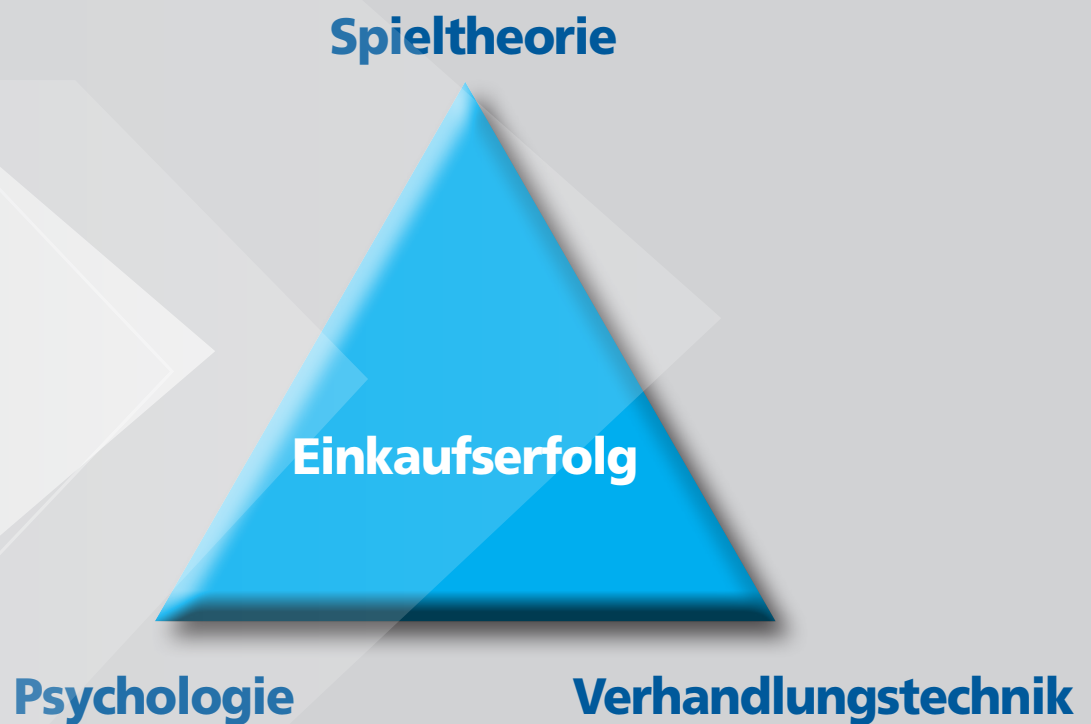 Spieltheorie
Einkaufserfolg
Psychologie
Verhandlungstechnik